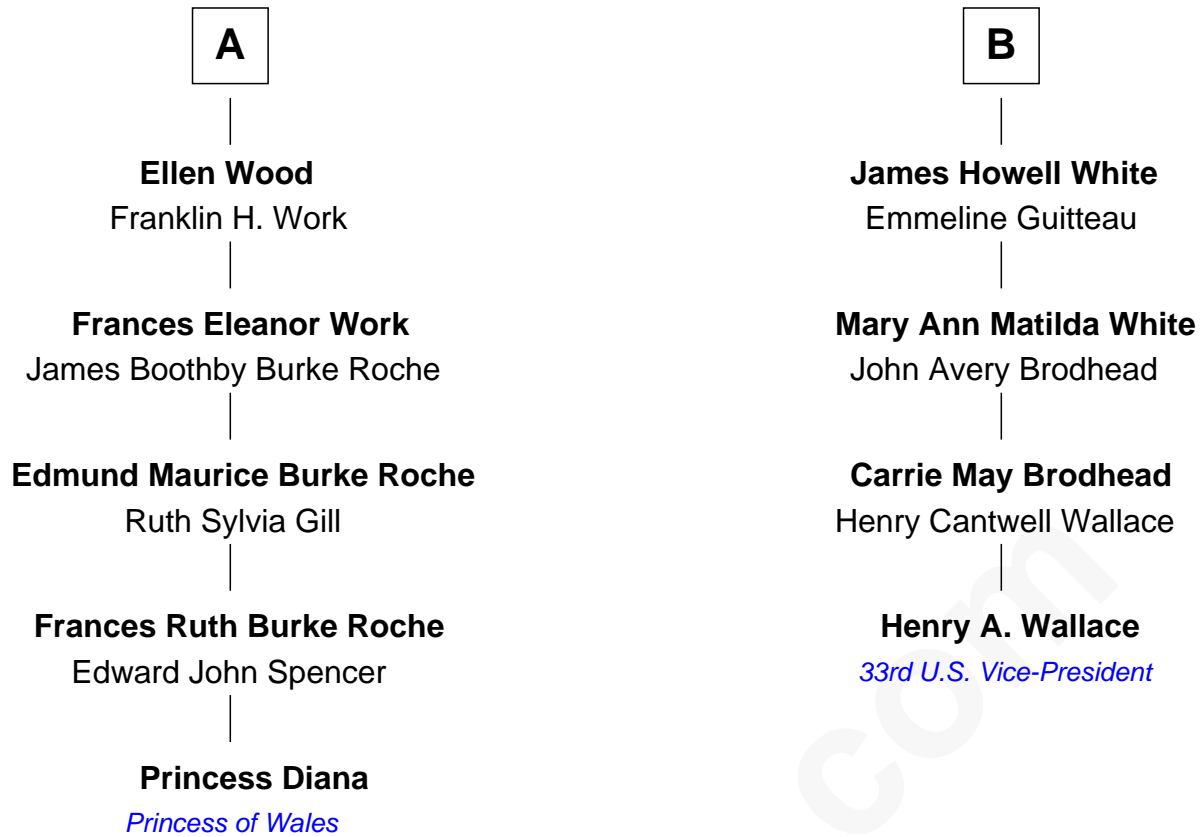 A
Ellen Wood
Franklin H. Work
Frances Eleanor Work
James Boothby Burke Roche
Edmund Maurice Burke Roche
Ruth Sylvia Gill
Frances Ruth Burke Roche
Edward John Spencer
Princess Diana
Princess of Wales
B
James Howell White
Emmeline Guitteau
Mary Ann Matilda White
John Avery Brodhead
Carrie May Brodhead
Henry Cantwell Wallace
Henry A. Wallace
33rd U.S. Vice-President
com